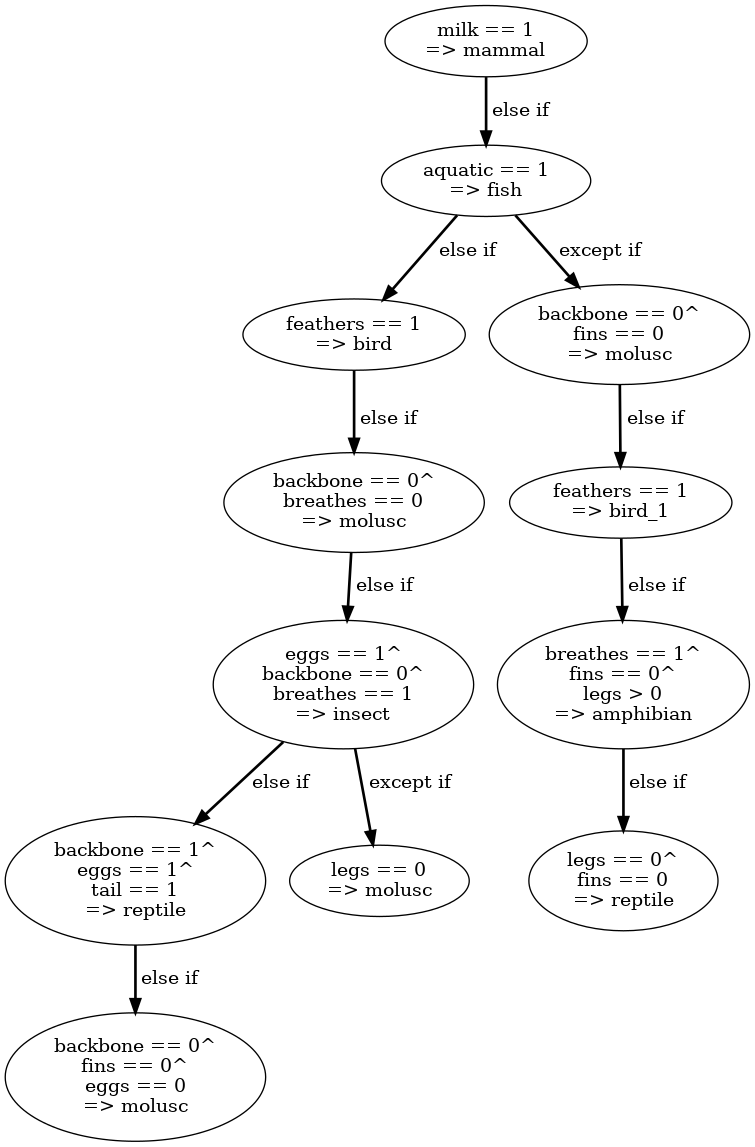 milk == 1
=> mammal
else if
aquatic == 1
=> fish
else if
except if
feathers == 1
=> bird
backbone == 0^
fins == 0
=> molusc
else if
else if
backbone == 0^
breathes == 0
=> molusc
feathers == 1
=> bird_1
else if
else if
eggs == 1^
backbone == 0^
breathes == 1
=> insect
breathes == 1^
fins == 0^
legs > 0
=> amphibian
else if
except if
else if
backbone == 1^
eggs == 1^
tail == 1
=> reptile
legs == 0
=> molusc
legs == 0^
fins == 0
=> reptile
else if
backbone == 0^
fins == 0^
eggs == 0
=> molusc